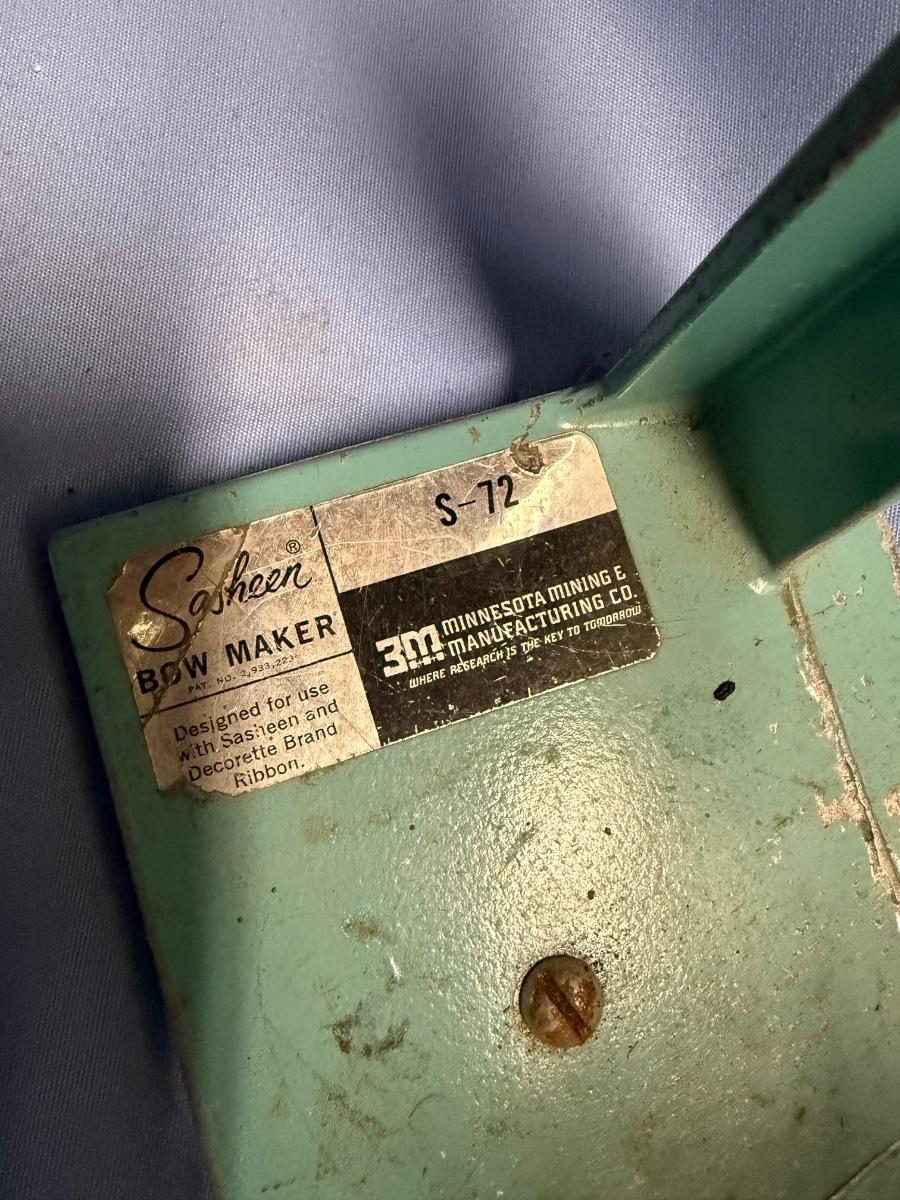 Sasheen®
BOW MAKER
PAT. NO. 2,933,223
Designed for use
with Sasheen and
Decorette Brand
Ribbon.
S-72
3M MINNESOTA MINING &
MANUFACTURING CO.
WHERE RESEARCH IS THE KEY TO TOMORROW